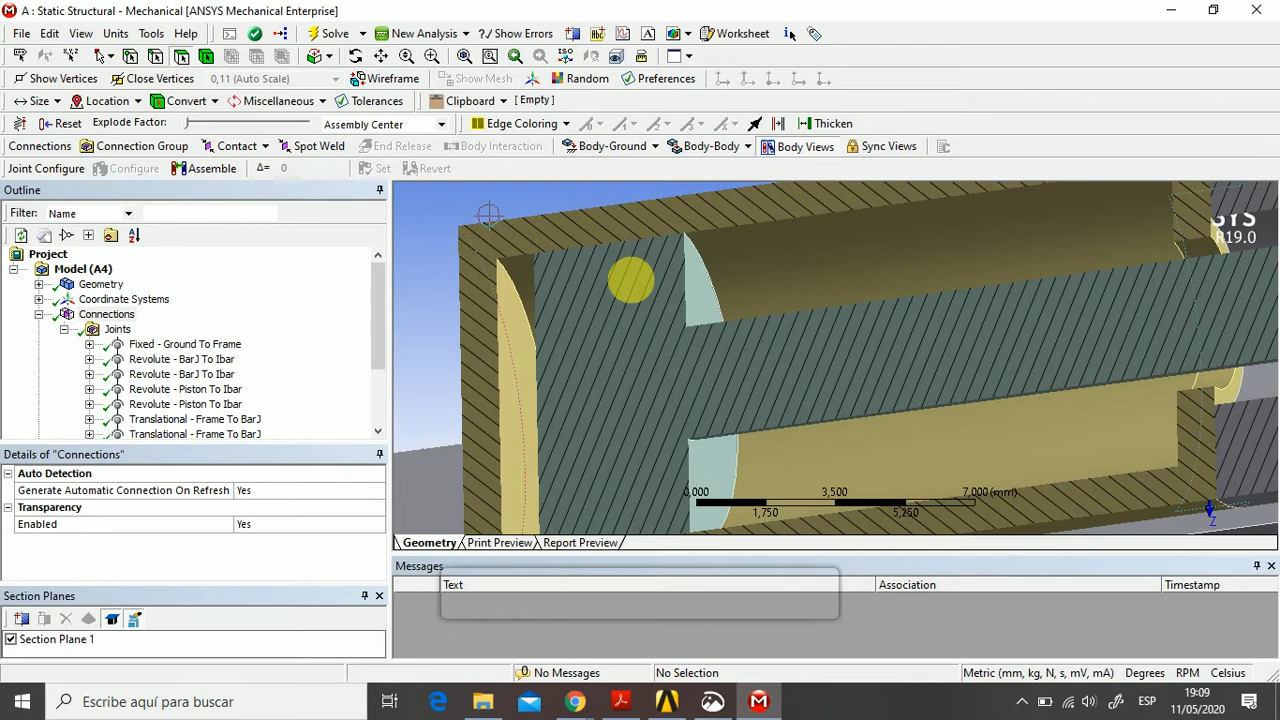 A : Static Structural - Mechanical [ANSYS Mechanical Enterprise]
File Edit View Units Tools Help Solve New Analysis Show Errors Worksheet
Show Vertices Close Vertices 0,11 (Auto Scale) Wireframe Show Mesh Random Preferences
Size Location Convert Miscellaneous Tolerances Clipboard [Empty]
Reset Explode Factor: Assembly Center Edge Coloring Thicken
Connections Connection Group Contact Spot Weld End Release Body Interaction Body-Ground Body-Body Body Views Sync Views
Joint Configure Configure Assemble Δ= 0 Set Revert
Outline
Filter: Name
Project
Model (A4)
Geometry
Coordinate Systems
Connections
Joints
Fixed - Ground To Frame
Revolute - BarJ To Ibar
Revolute - BarJ To Ibar
Revolute - Piston To Ibar
Revolute - Piston To Ibar
Translational - Frame To BarJ
Translational - Frame To BarJ
Details of "Connections"
Auto Detection
Generate Automatic Connection On Refresh Yes
Transparency
Enabled Yes
Section Planes
Section Plane 1
R19.0
0,000 3,500 7,000 (mm)
1,750 5,250
Z
Geometry Print Preview Report Preview
Messages
Text Association Timestamp
No Messages No Selection Metric (mm, kg, N, s, mV, mA) Degrees RPM Celsius
Escribe aquí para buscar
ESP
19:09
11/05/2020